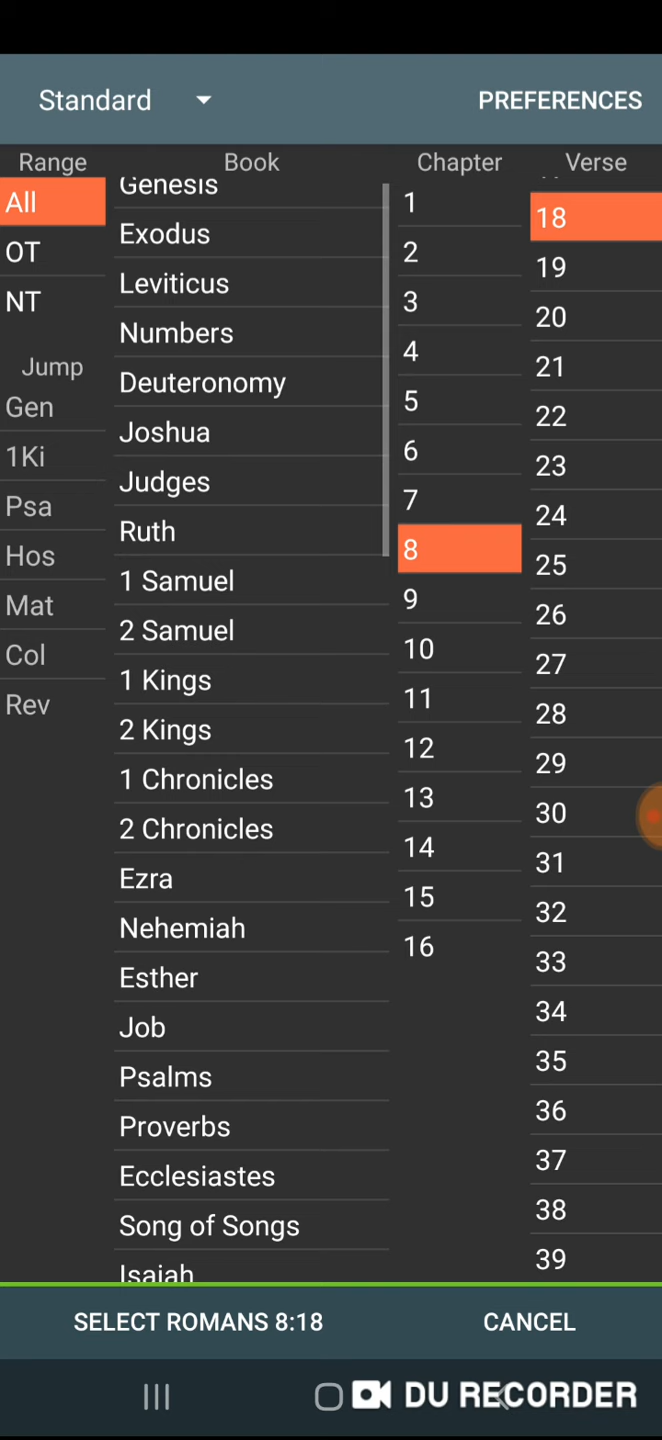 Standard
PREFERENCES
Range
Book
Chapter
Verse
All
OT
NT
Jump
Gen
1Ki
Psa
Hos
Mat
Col
Rev
Genesis
Exodus
Leviticus
Numbers
Deuteronomy
Joshua
Judges
Ruth
1 Samuel
2 Samuel
1 Kings
2 Kings
1 Chronicles
2 Chronicles
Ezra
Nehemiah
Esther
Job
Psalms
Proverbs
Ecclesiastes
Song of Songs
Isaiah
1
2
3
4
5
6
7
8
9
10
11
12
13
14
15
16
18
19
20
21
22
23
24
25
26
27
28
29
30
31
32
33
34
35
36
37
38
39
SELECT ROMANS 8:18
CANCEL
DU RECORDER